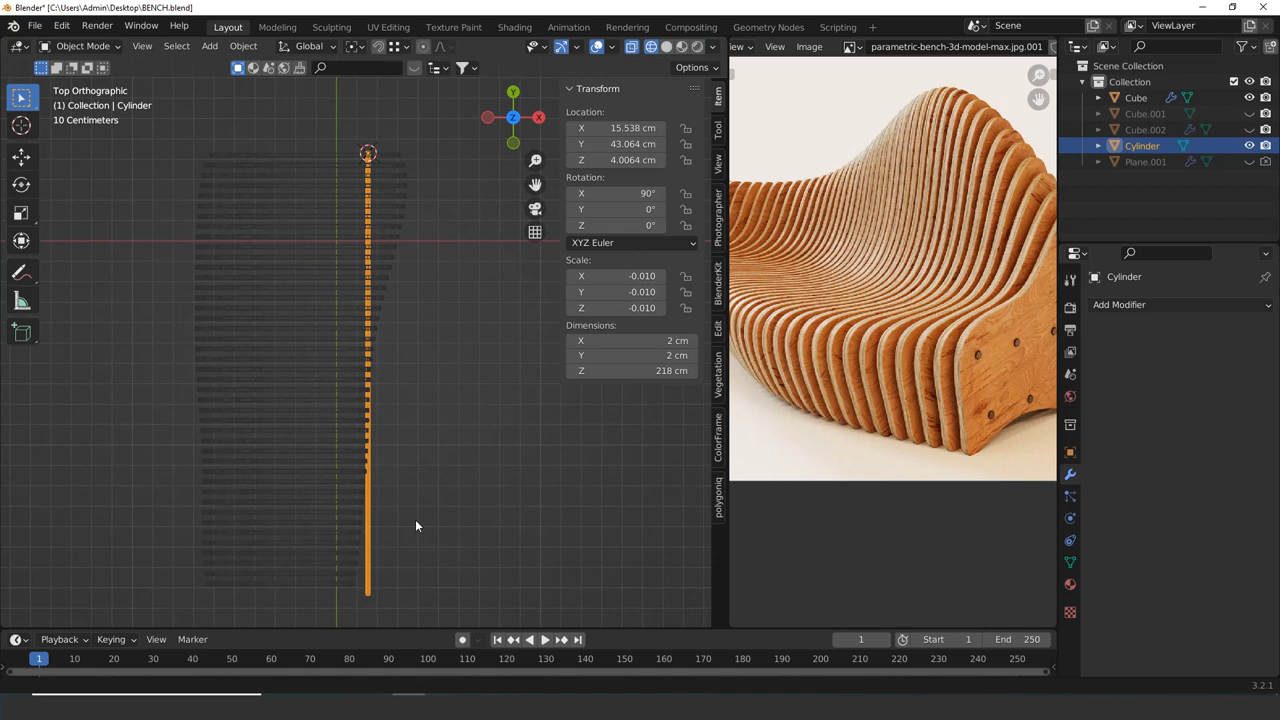 Blender* [C:\Users\Admin\Desktop\BENCH.blend]
File Edit Render Window Help Layout Modeling Sculpting UV Editing Texture Paint Shading Animation Rendering Compositing Geometry Nodes Scripting Scene ViewLayer
Object Mode View Select Add Object Global View Image parametric-bench-3d-model-max.jpg.001
Options
Top Orthographic
(1) Collection | Cylinder
10 Centimeters
Z
X
Y
Transform
Location:
X 15.538 cm
Y 43.064 cm
Z 4.0064 cm
Rotation:
X 90°
Y 0°
Z 0°
XYZ Euler
Scale:
X -0.010
Y -0.010
Z -0.010
Dimensions:
X 2 cm
Y 2 cm
Z 218 cm
Item
Tool
View
Photographer
BlenderKit
Edit
Vegetation
ColorFrame
polygoniq
Scene Collection
Collection
Cube
Cube.001
Cube.002
Cylinder
Plane.001
Cylinder
Add Modifier
Playback Keying View Marker 1 Start 1 End 250
1 10 20 30 40 50 60 70 80 90 100 110 120 130 140 150 160 170 180 190 200 210 220 230 240 250
3.2.1